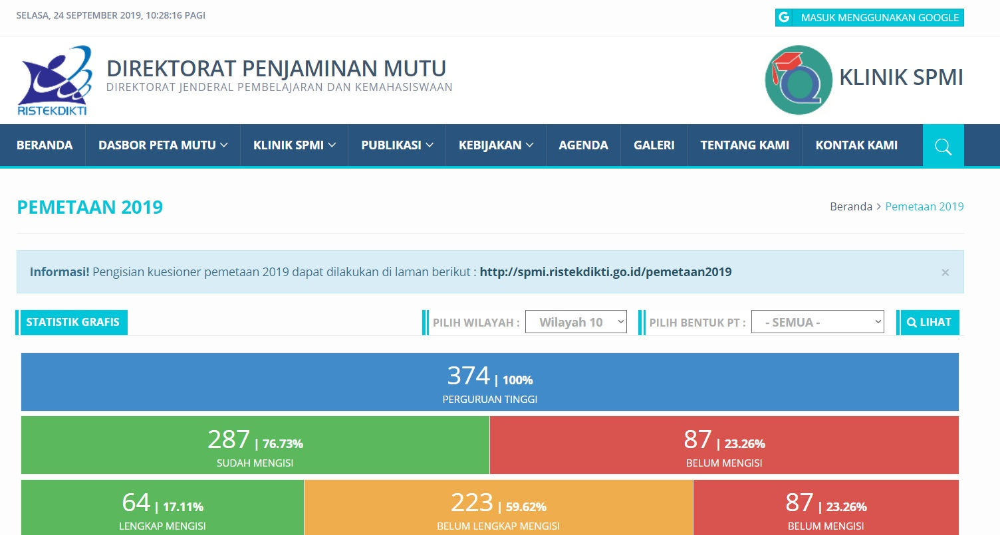 SELASA, 24 SEPTEMBER 2019, 10:28:16 PAGI
G MASUK MENGGUNAKAN GOOGLE
RISTEKDIKTI
DIREKTORAT PENJAMINAN MUTU
DIREKTORAT JENDERAL PEMBELAJARAN DAN KEMAHASISWAAN
KLINIK SPMI
BERANDA DASBOR PETA MUTU KLINIK SPMI PUBLIKASI KEBIJAKAN AGENDA GALERI TENTANG KAMI KONTAK KAMI
PEMETAAN 2019
Beranda > Pemetaan 2019
Informasi! Pengisian kuesioner pemetaan 2019 dapat dilakukan di laman berikut : http://spmi.ristekdikti.go.id/pemetaan2019 ×
STATISTIK GRAFIS PILIH WILAYAH : Wilayah 10 PILIH BENTUK PT : - SEMUA - LIHAT
374 | 100%
PERGURUAN TINGGI
287 | 76.73%
SUDAH MENGISI
87 | 23.26%
BELUM MENGISI
64 | 17.11%
LENGKAP MENGISI
223 | 59.62%
BELUM LENGKAP MENGISI
87 | 23.26%
BELUM MENGISI